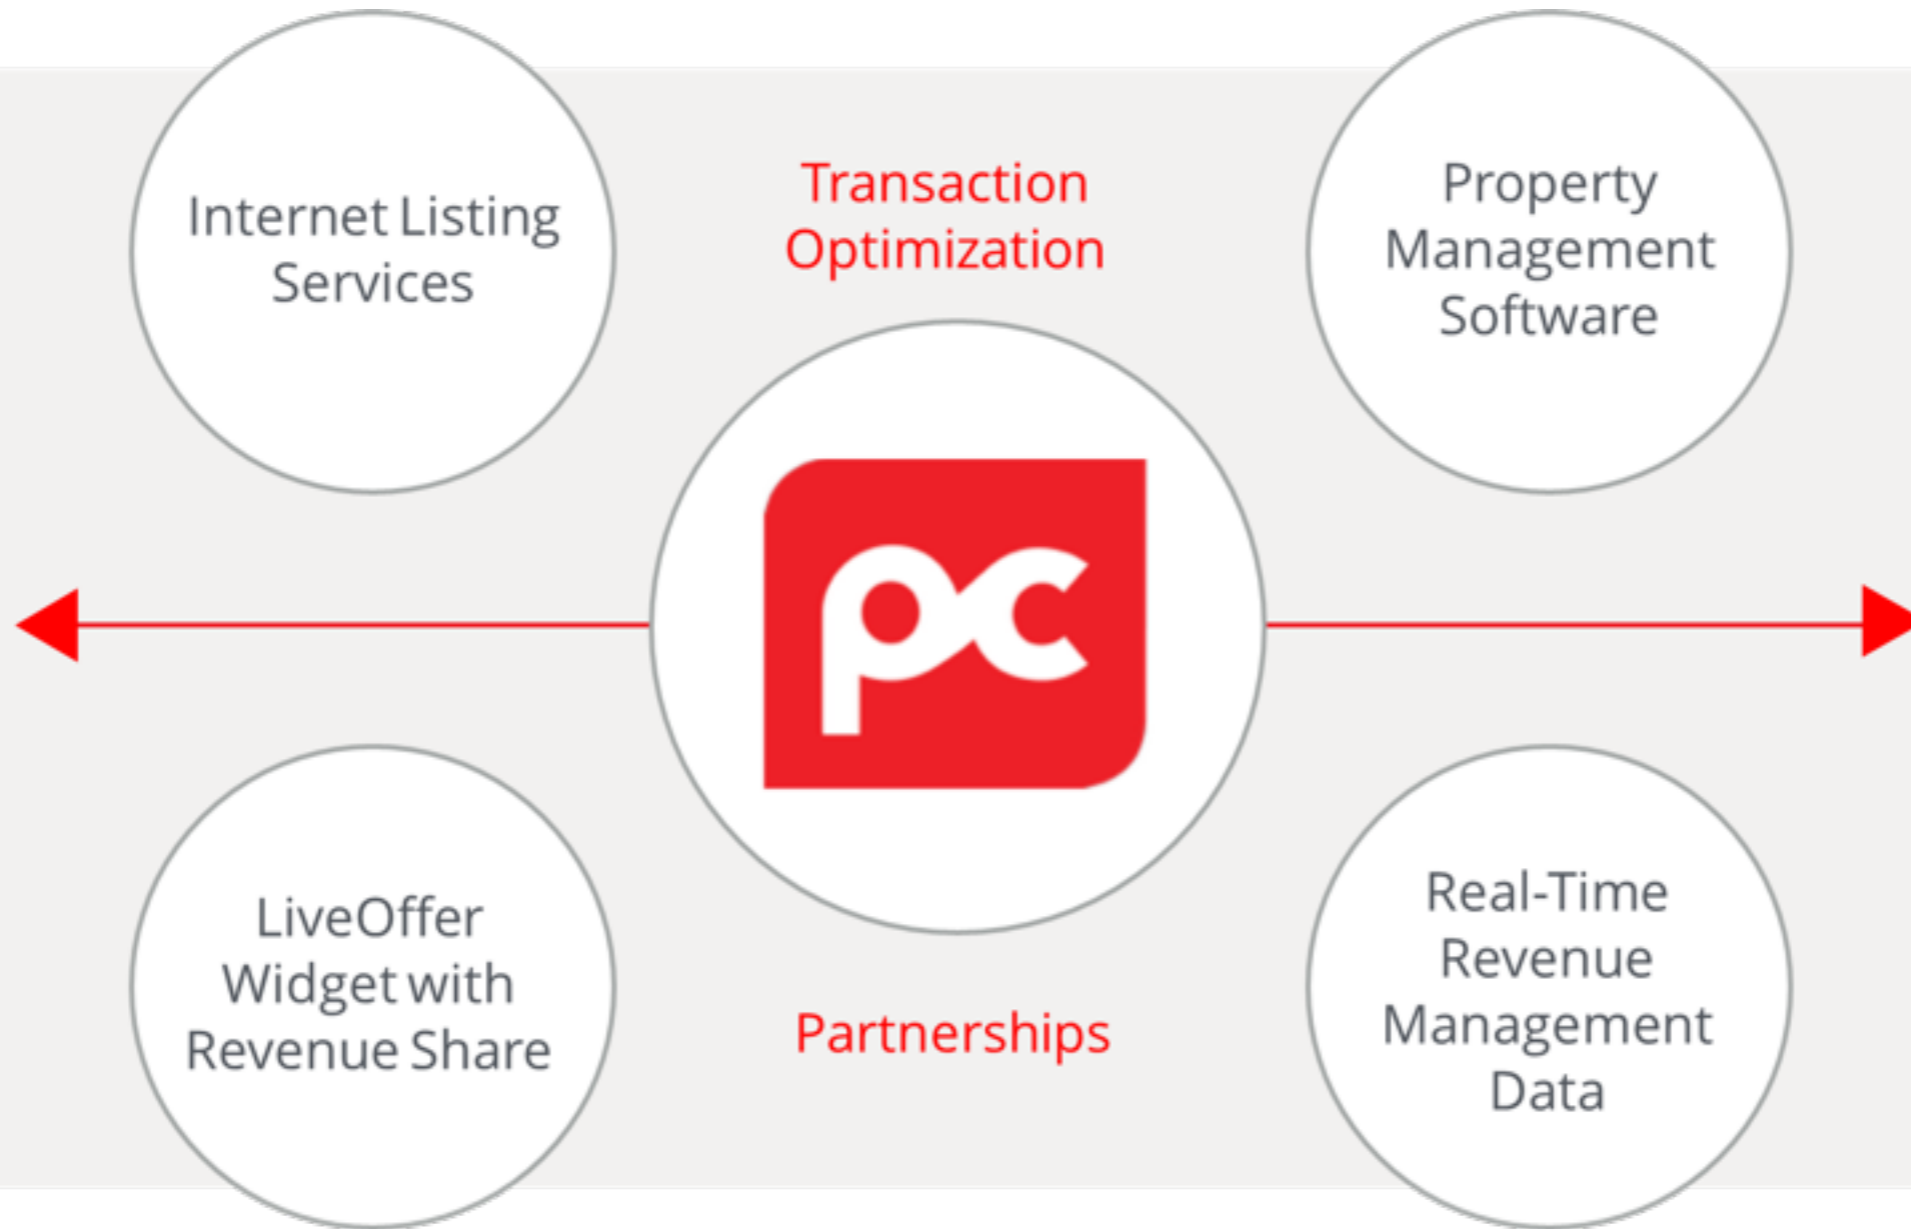 Internet Listing
Services
Transaction
Optimization
Property
Management
Software
pc
LiveOffer
Widget with
Revenue Share
Partnerships
Real-Time
Revenue
Management
Data